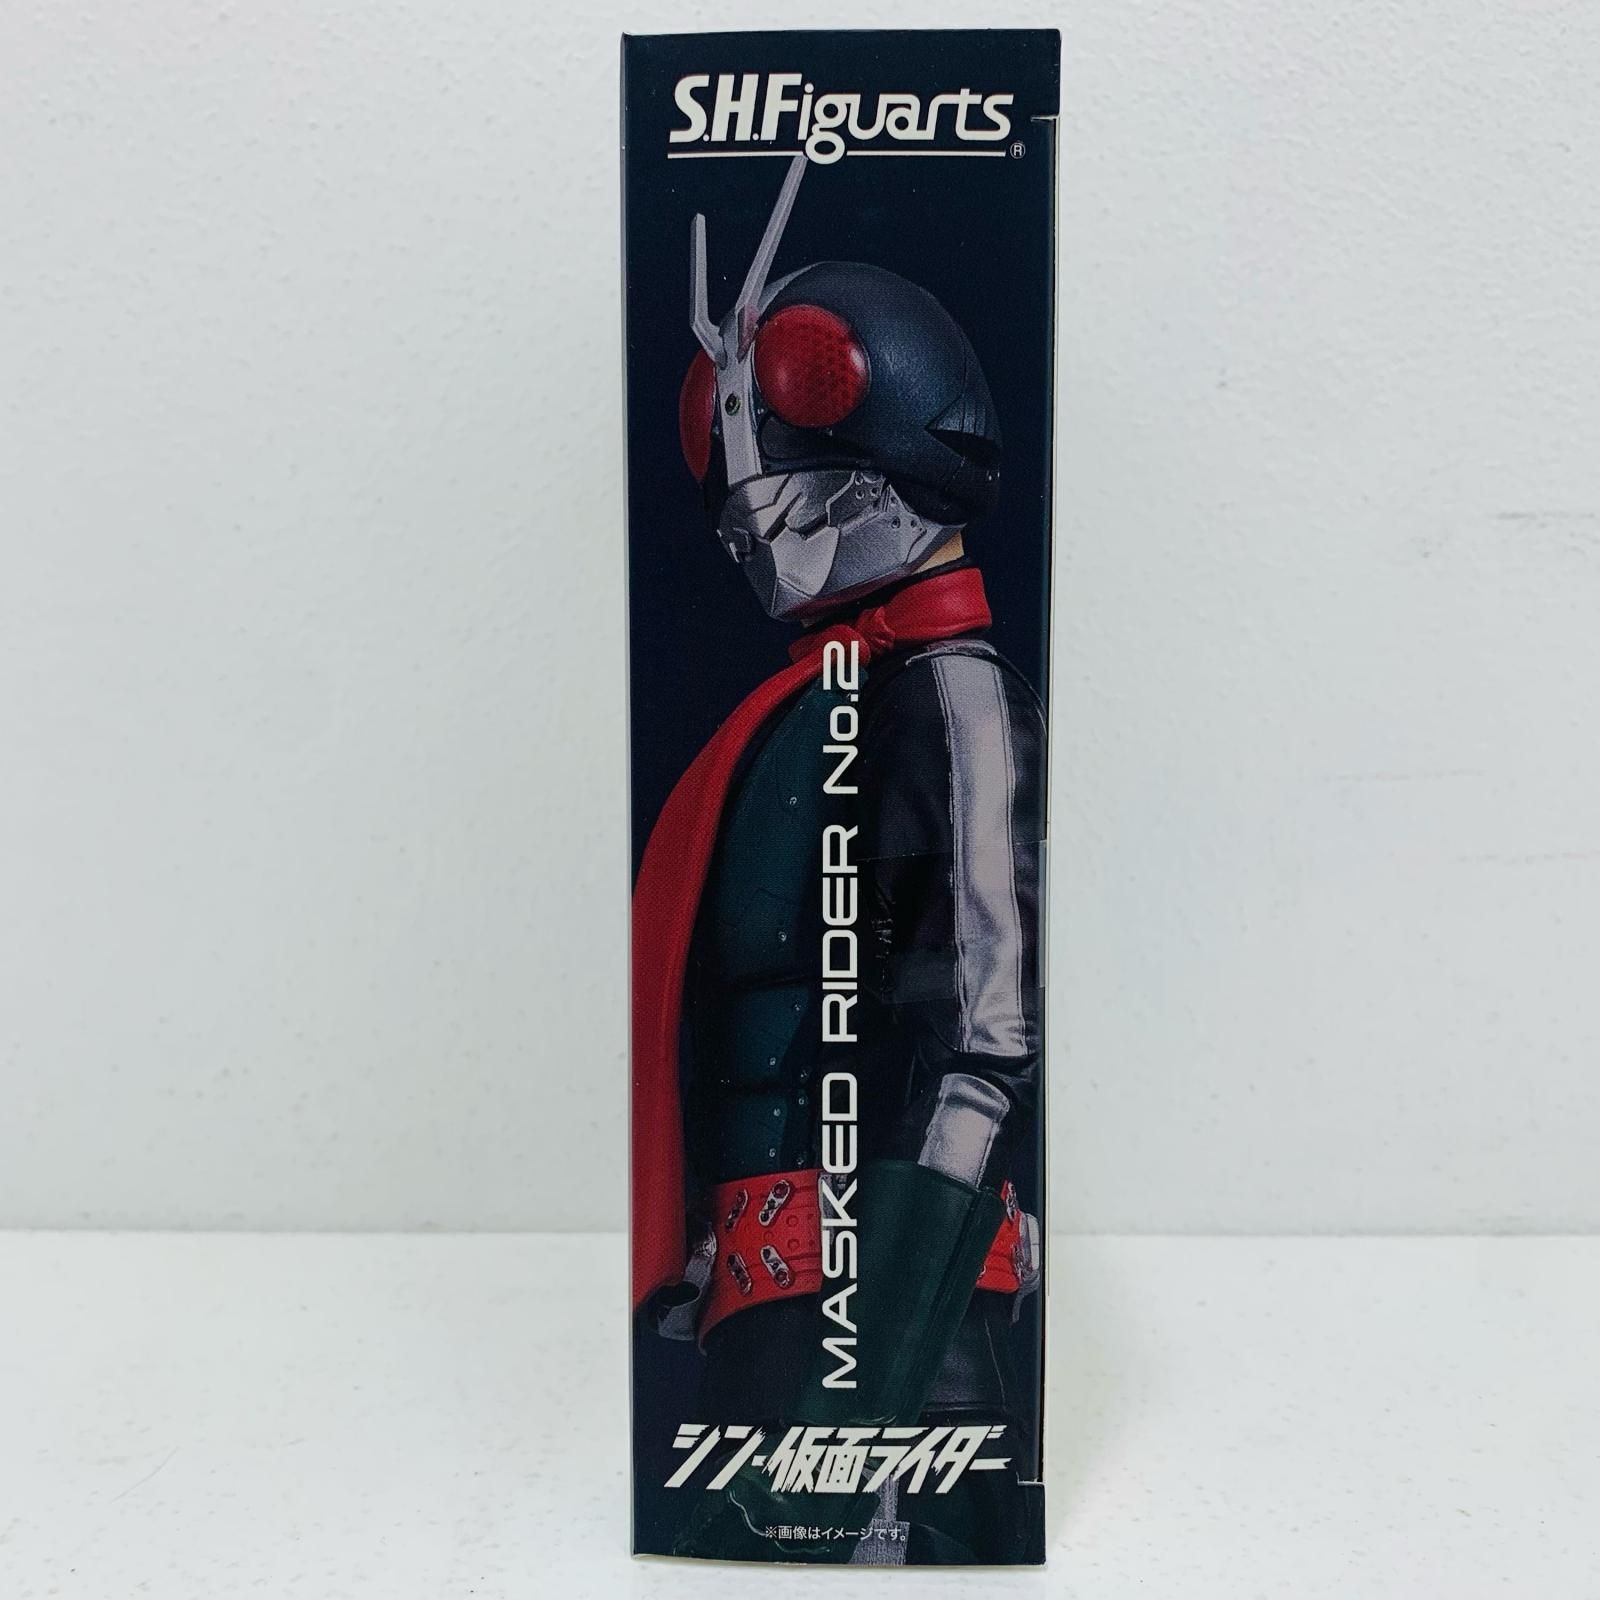 S.H.Figuarts
®
MASKED RIDER No.2
シン・仮面ライダー
※画像はイメージです。